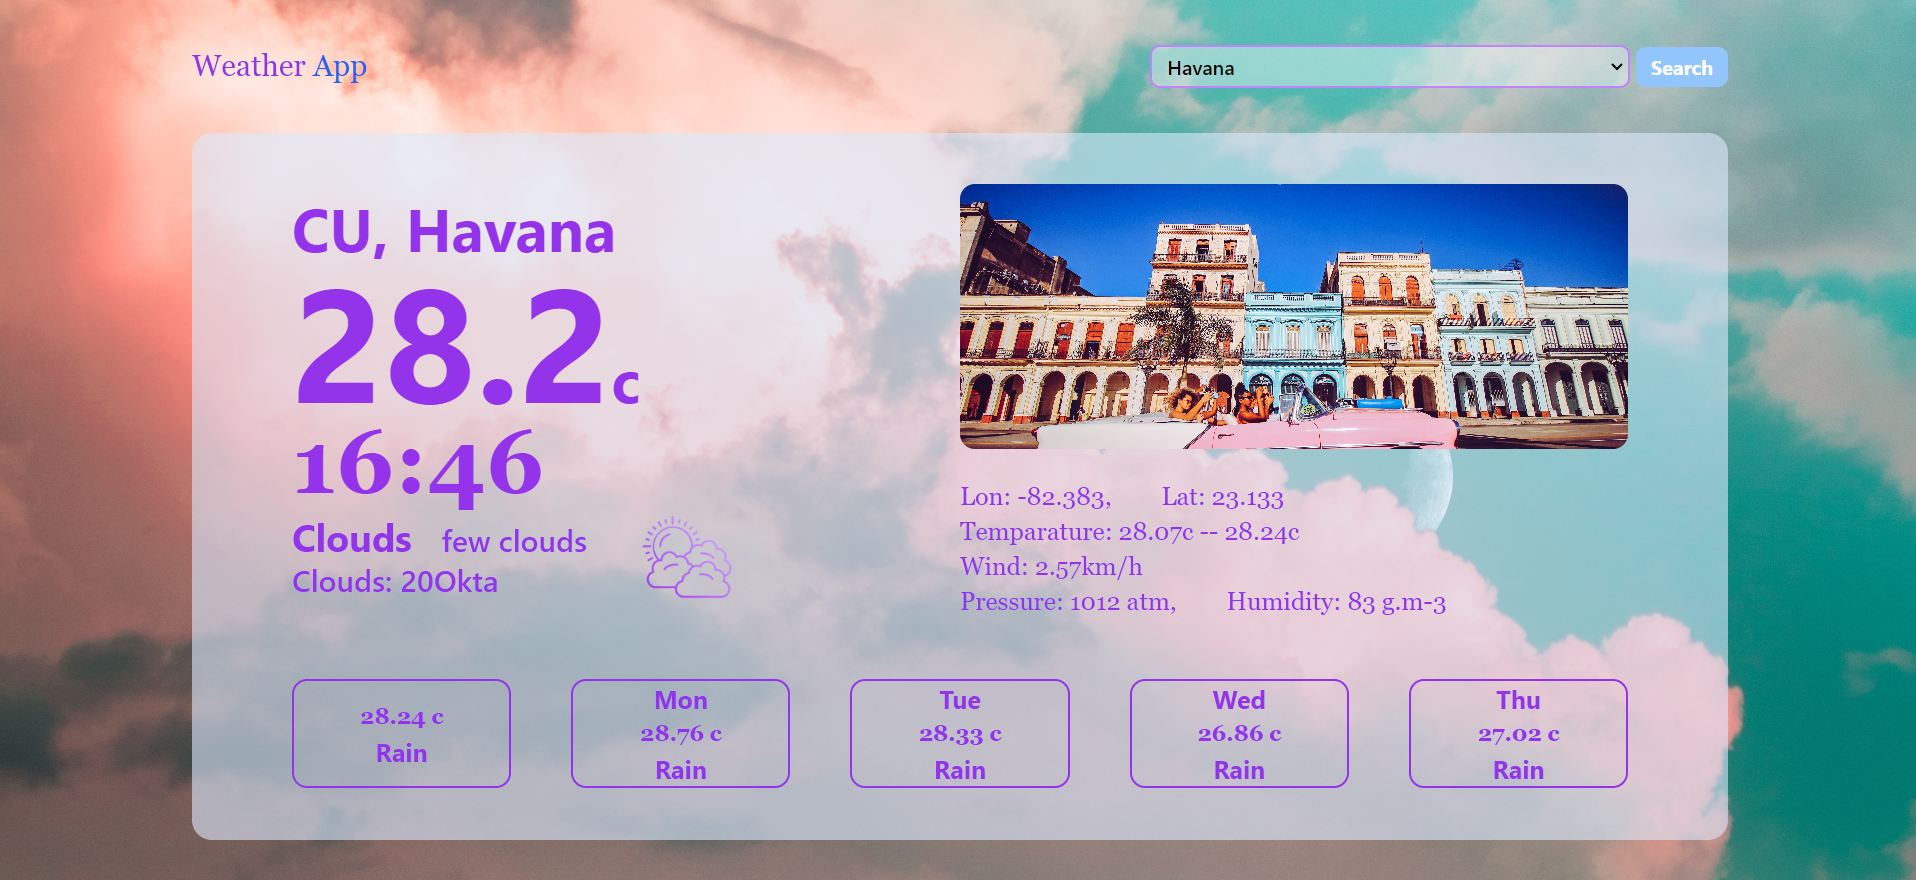 Weather App
Havana
Search
CU, Havana
28.2c
16:46
Clouds few clouds
Clouds: 20Okta
Lon: -82.383, Lat: 23.133
Temparature: 28.07c -- 28.24c
Wind: 2.57km/h
Pressure: 1012 atm, Humidity: 83 g.m-3
28.24 c
Rain
Mon
28.76 c
Rain
Tue
28.33 c
Rain
Wed
26.86 c
Rain
Thu
27.02 c
Rain